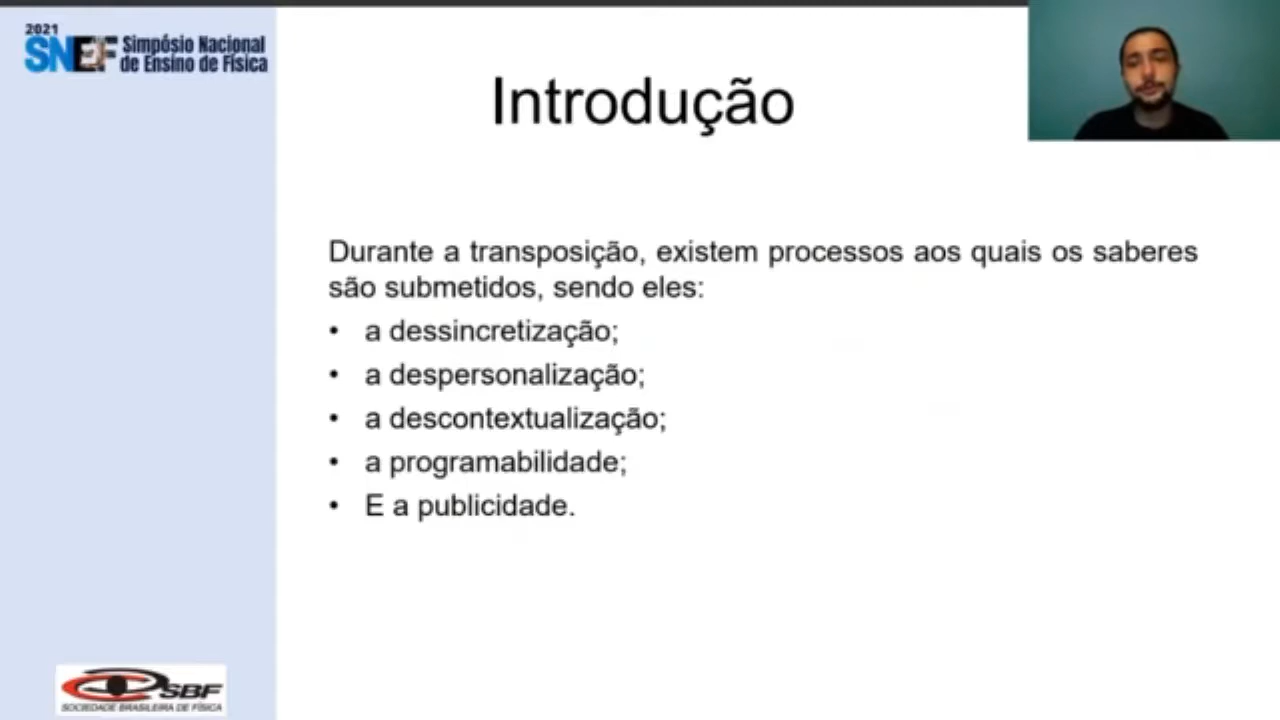 2021
SNEF Simpósio Nacional
de Ensino de Física
Introdução
Durante a transposição, existem processos aos quais os saberes
são submetidos, sendo eles:
• a dessincretização;
• a despersonalização;
• a descontextualização;
• a programabilidade;
• E a publicidade.
SBF
SOCIEDADE BRASILEIRA DE FÍSICA